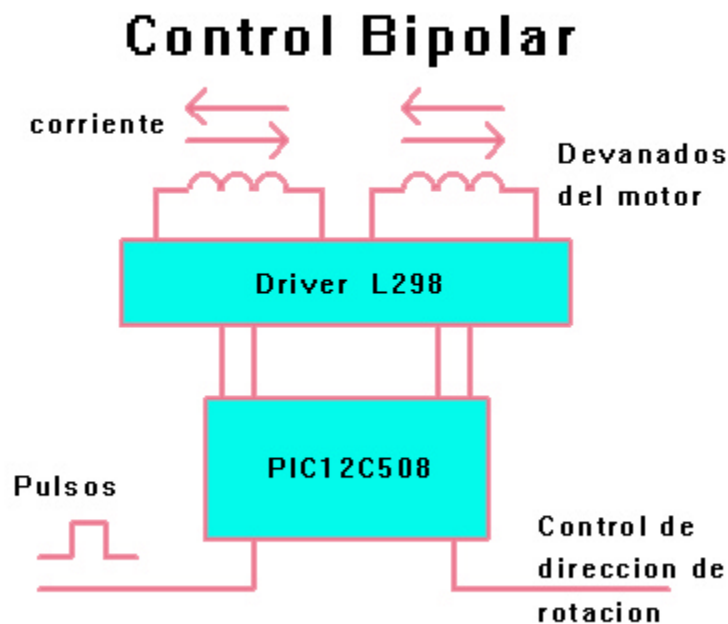 Control Bipolar
corriente
Devanados
del motor
Driver L298
PIC12C508
Pulsos
Control de
direccion de
rotacion